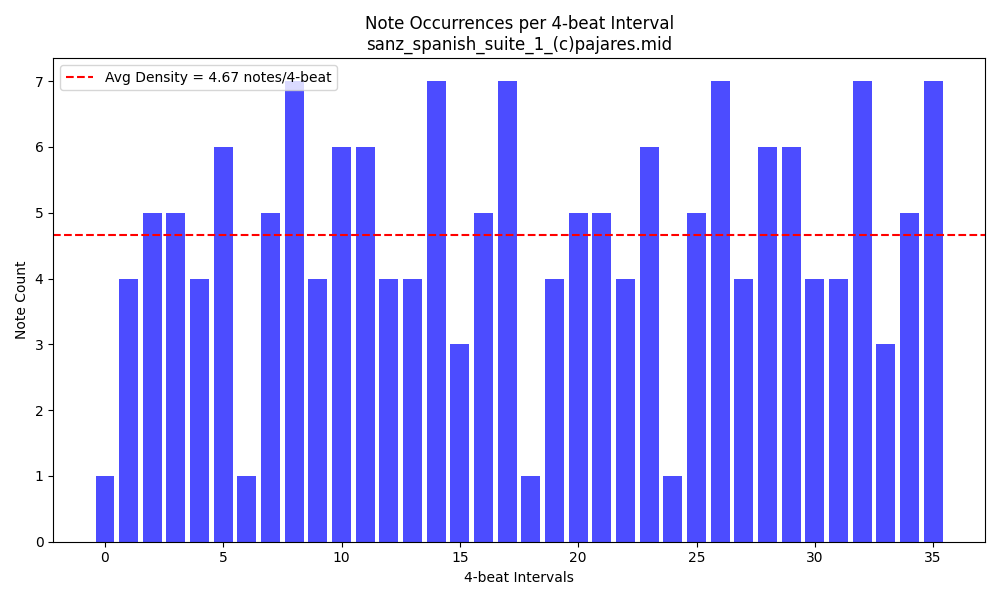 Note Occurrences per 4-beat Interval
sanz_spanish_suite_1_(c)pajares.mid
Avg Density = 4.67 notes/4-beat
Note Count
7
6
5
4
3
2
1
0
0 5 10 15 20 25 30 35
4-beat Intervals